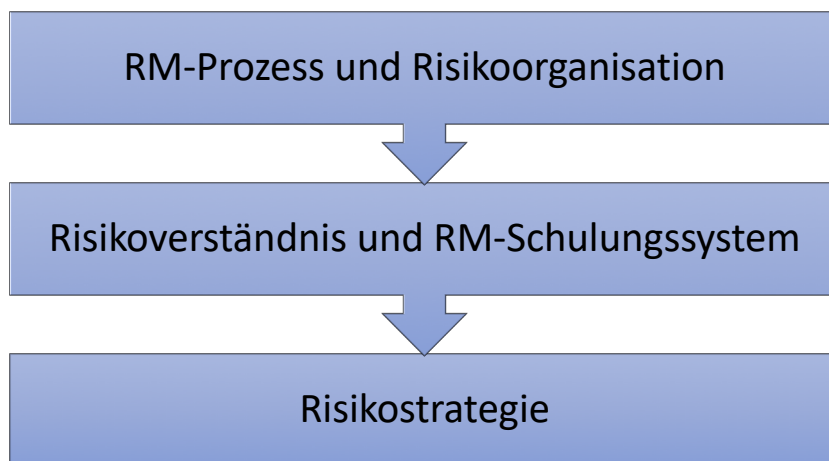 RM-Prozess und Risikoorganisation
Risikoverständnis und RM-Schulungssystem
Risikostrategie